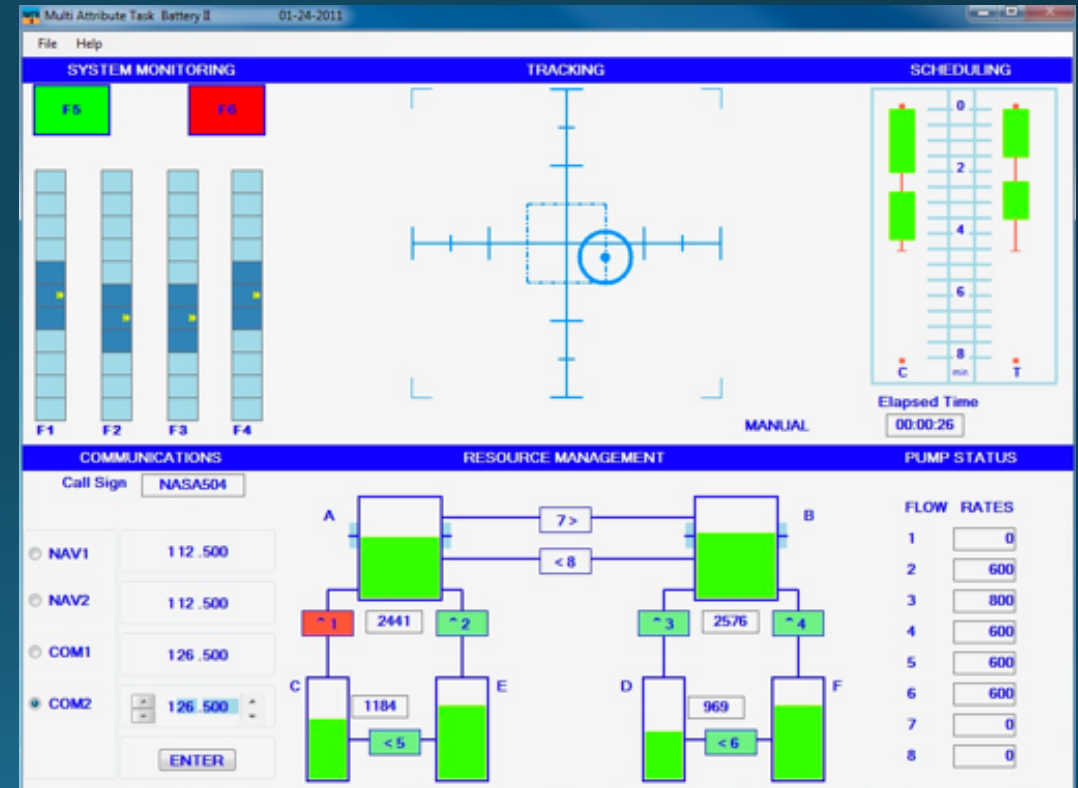 Multi Attribute Task Battery II 01-24-2011
File Help
SYSTEM MONITORING
F5 F6
F1 F2 F3 F4
TRACKING
MANUAL
SCHEDULING
0
2
4
6
8
C min T
Elapsed Time
00:00:26
COMMUNICATIONS
Call Sign NASA504
NAV1 112.500
NAV2 112.500
COM1 126.500
COM2 126.500
ENTER
RESOURCE MANAGEMENT
A 7 > B
< 8
^ 1 2441 ^ 2 ^ 3 2576 ^ 4
C E D F
1184 969
< 5 < 6
PUMP STATUS
FLOW RATES
1 0
2 600
3 800
4 600
5 600
6 600
7 0
8 0